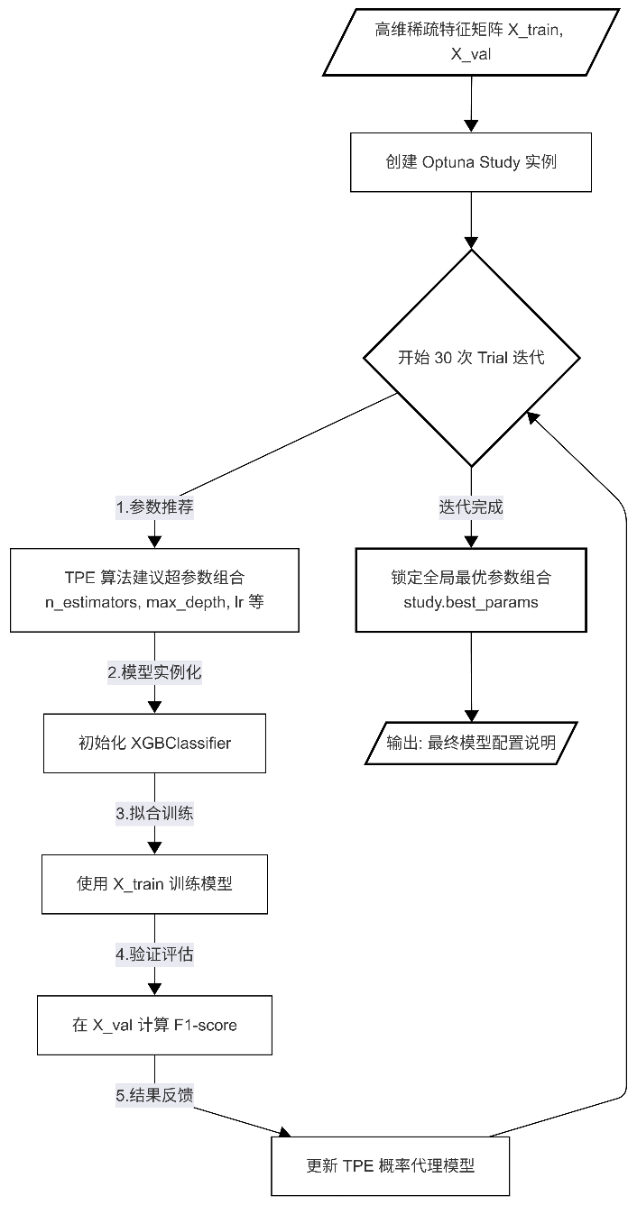 高维稀疏特征矩阵 X_train,
X_val
创建 Optuna Study 实例
开始 30 次 Trial 迭代
1.参数推荐
迭代完成
TPE 算法建议超参数组合
n_estimators, max_depth, lr 等
锁定全局最优参数组合
study.best_params
2.模型实例化
初始化 XGBClassifier
输出: 最终模型配置说明
3.拟合训练
使用 X_train 训练模型
4.验证评估
在 X_val 计算 F1-score
5.结果反馈
更新 TPE 概率代理模型